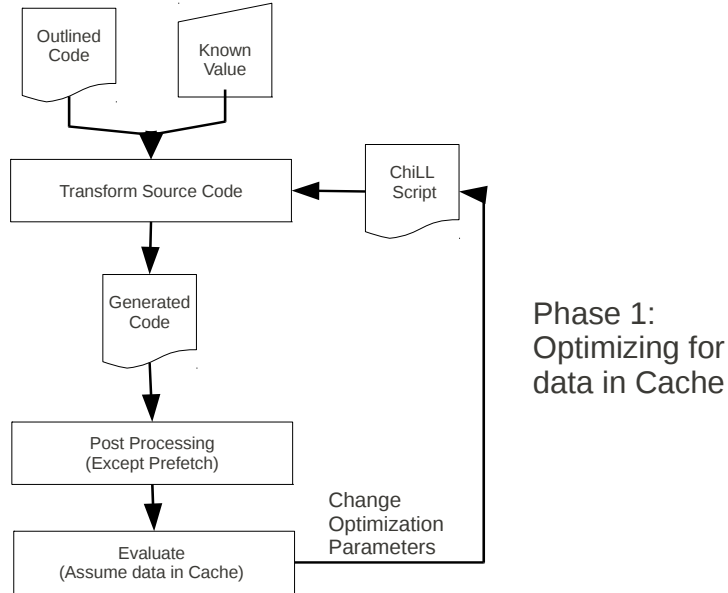 Outlined
Code
Known
Value
Transform Source Code
ChiLL
Script
Generated
Code
Phase 1:
Optimizing for
data in Cache
Post Processing
(Except Prefetch)
Change
Optimization
Parameters
Evaluate
(Assume data in Cache)